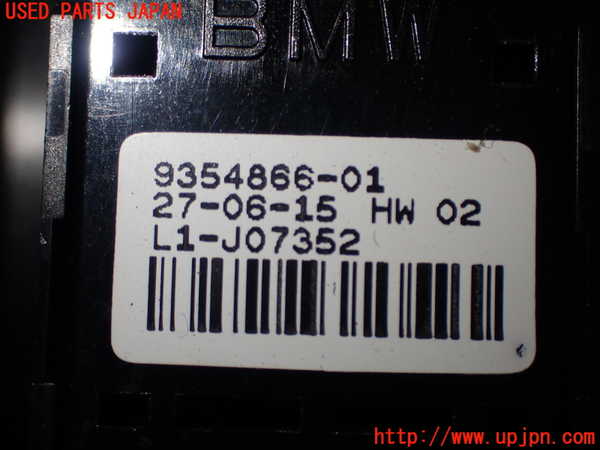 USED PARTS JAPAN
BMW
9354866-01
27-06-15 HW 02
L1-J07352
http://www.upjpn.com/